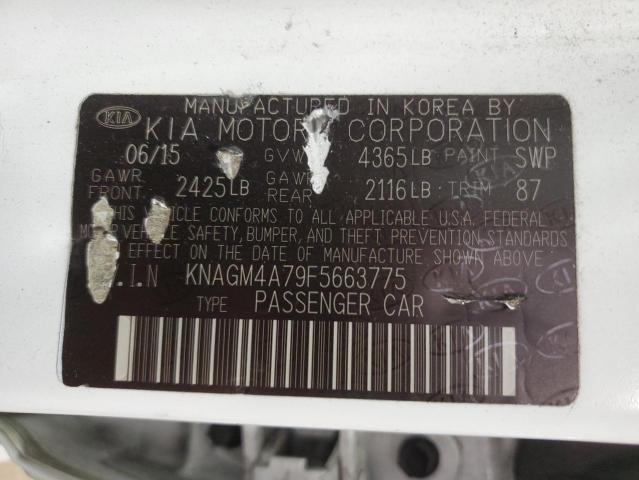 KIA
MANUFACTURED IN KOREA BY
KIA MOTORS CORPORATION
06/15 GVWR 4365LB PAINT SWP
GAWR FRONT 2425LB GAWR REAR 2116LB TRIM 87
THIS VEHICLE CONFORMS TO ALL APPLICABLE U.S.A. FEDERAL
MOTOR VEHICLE SAFETY, BUMPER, AND THEFT PREVENTION STANDARDS
EFFECT ON THE DATE OF MANUFACTURE SHOWN ABOVE
.I.N KNAGM4A79F5663775
TYPE PASSENGER CAR